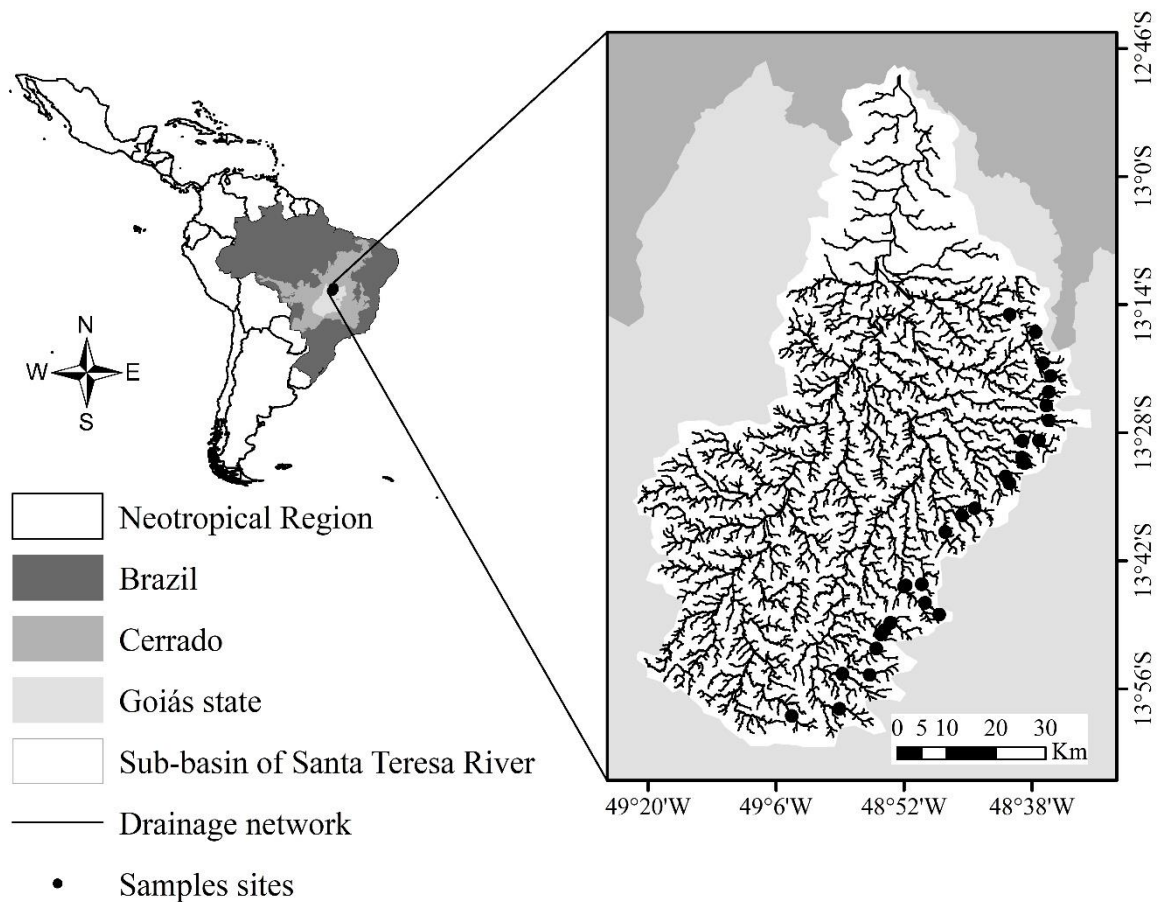 N
W E
S
Neotropical Region
Brazil
Cerrado
Goiás state
Sub-basin of Santa Teresa River
Drainage network
Samples sites
12°46'S
13°0'S
13°14'S
13°28'S
13°42'S
13°56'S
0 5 10 20 30
Km
49°20'W 49°6'W 48°52'W 48°38'W